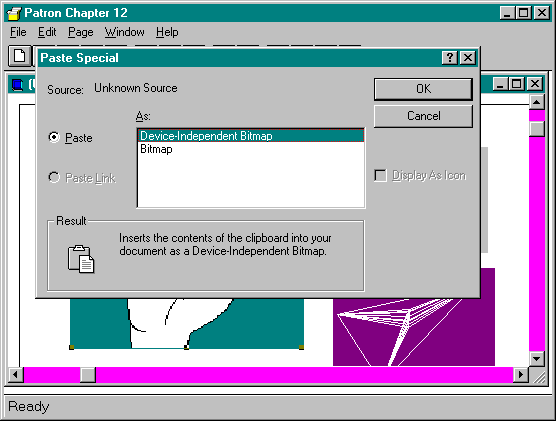 Patron Chapter 12
File Edit Page Window Help
Paste Special
Source: Unknown Source
OK
As:
Cancel
Paste
Device-Independent Bitmap
Bitmap
Paste Link
Display As Icon
Result
Inserts the contents of the clipboard into your
document as a Device-Independent Bitmap.
Ready